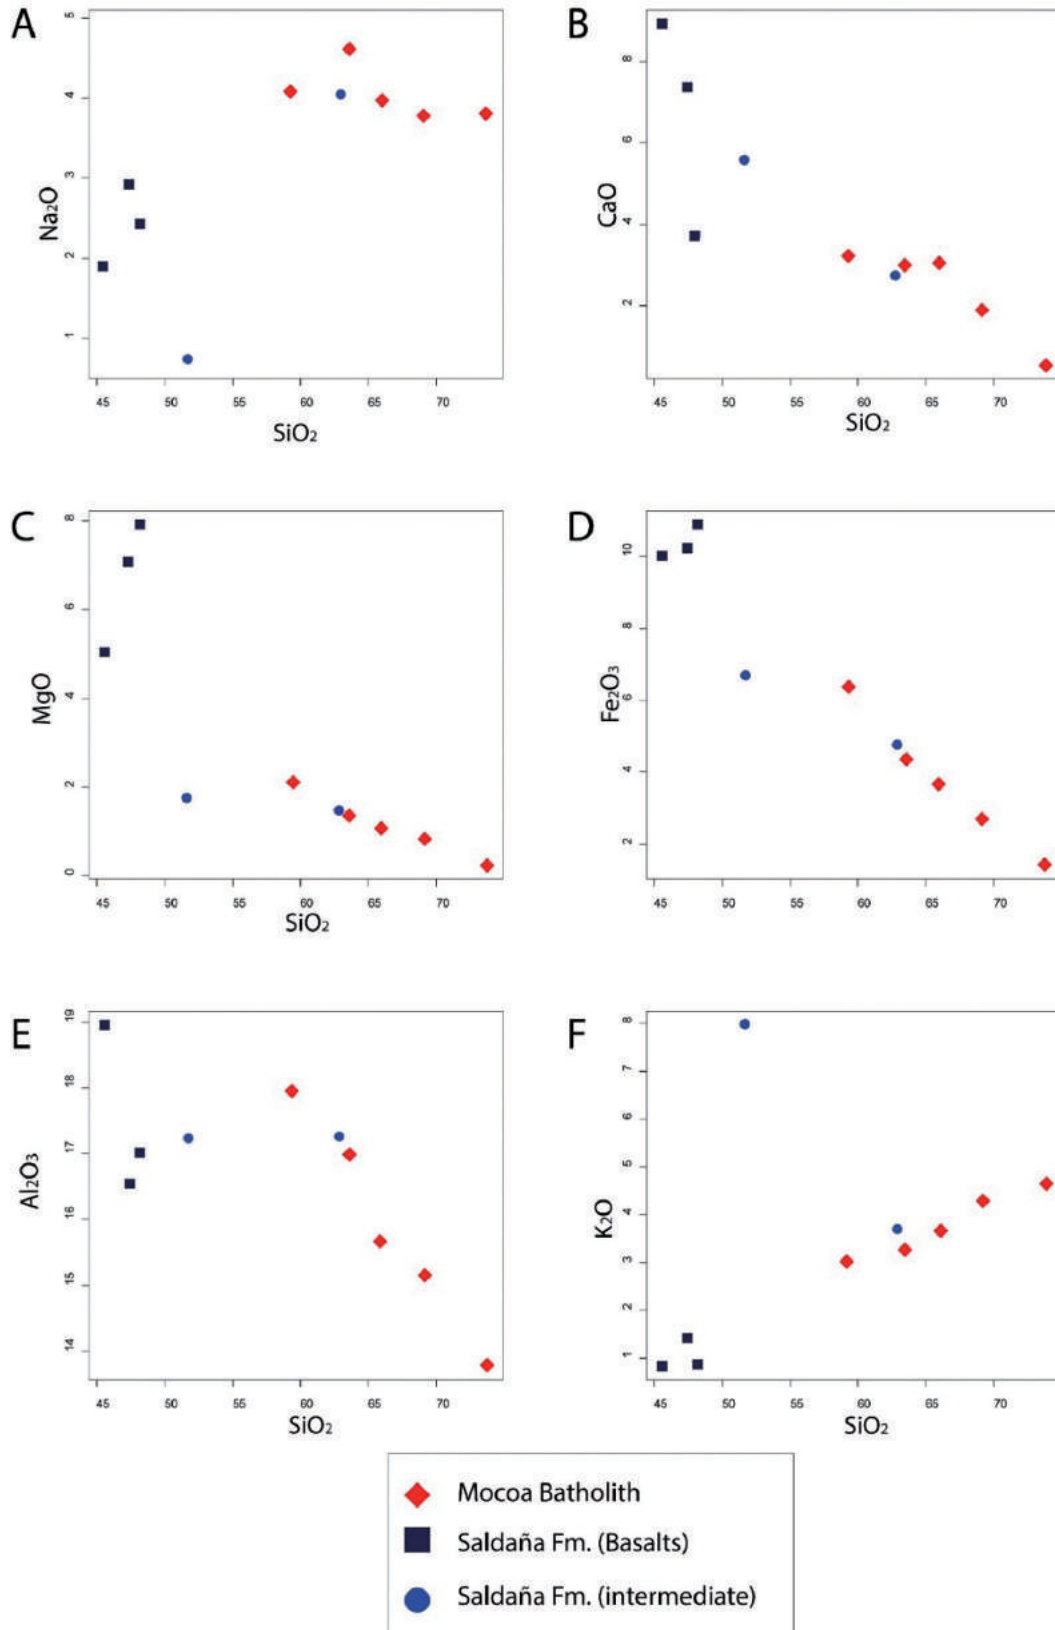 A
B
5
4
3
2
1
Na₂O
45 50 55 60 65 70
SiO₂
8
6
4
2
CaO
45 50 55 60 65 70
SiO₂
C
D
8
6
4
2
0
MgO
45 50 55 60 65 70
SiO₂
10
8
6
4
2
Fe₂O₃
45 50 55 60 65 70
E
F
19
18
17
16
15
14
Al₂O₃
45 50 55 60 65 70
SiO₂
8
7
6
5
4
3
2
1
K₂O
45 50 55 60 65 70
SiO₂
Mocoa Batholith
Saldaña Fm. (Basalts)
Saldaña Fm. (intermediate)